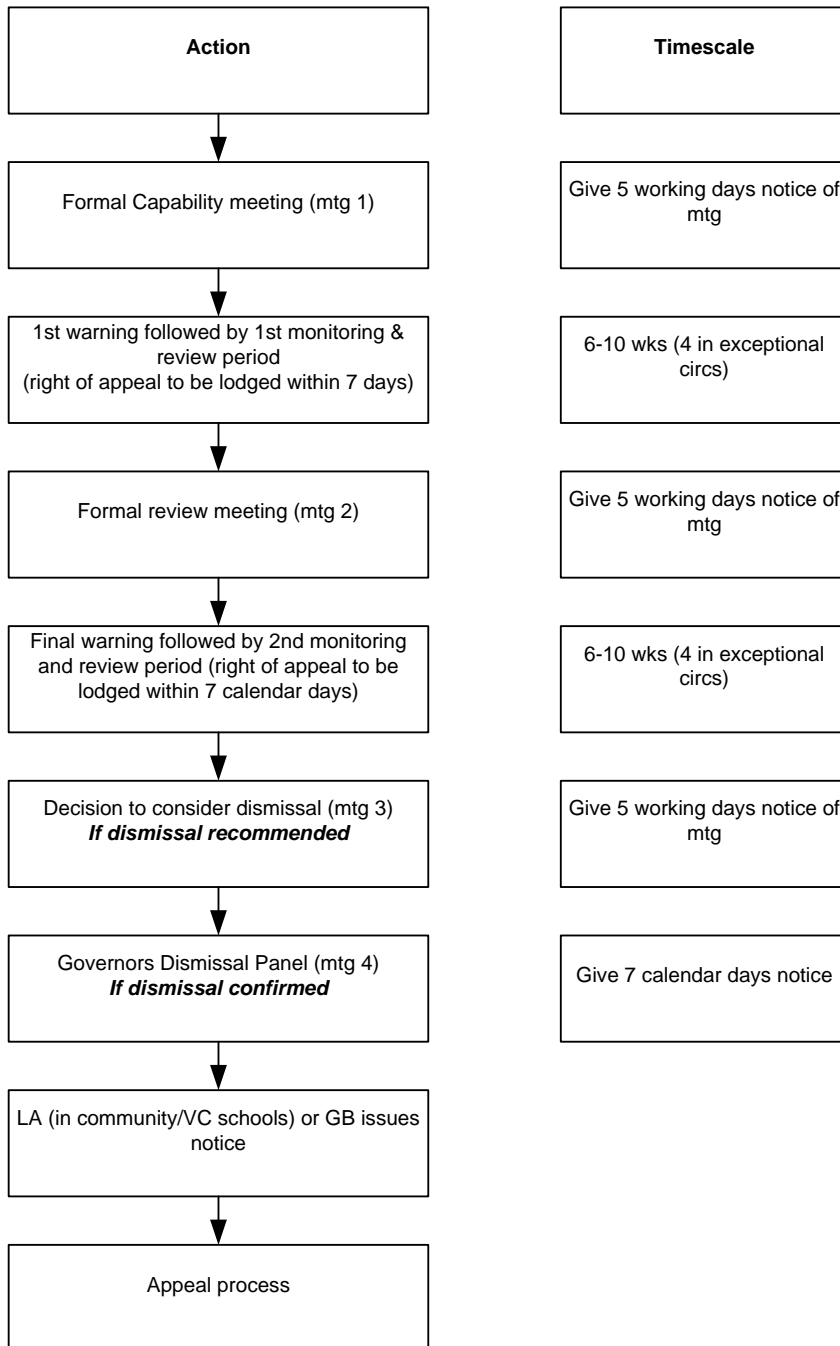 Action
Timescale
Formal Capability meeting (mtg 1)
Give 5 working days notice of
mtg
1st warning followed by 1st monitoring &
review period
(right of appeal to be lodged within 7 days)
6-10 wks (4 in exceptional
circs)
Formal review meeting (mtg 2)
Give 5 working days notice of
mtg
Final warning followed by 2nd monitoring
and review period (right of appeal to be
lodged within 7 calendar days)
6-10 wks (4 in exceptional
circs)
Decision to consider dismissal (mtg 3)
If dismissal recommended
Give 5 working days notice of
mtg
Governors Dismissal Panel (mtg 4)
If dismissal confirmed
Give 7 calendar days notice
LA (in community/VC schools) or GB issues
notice
Appeal process